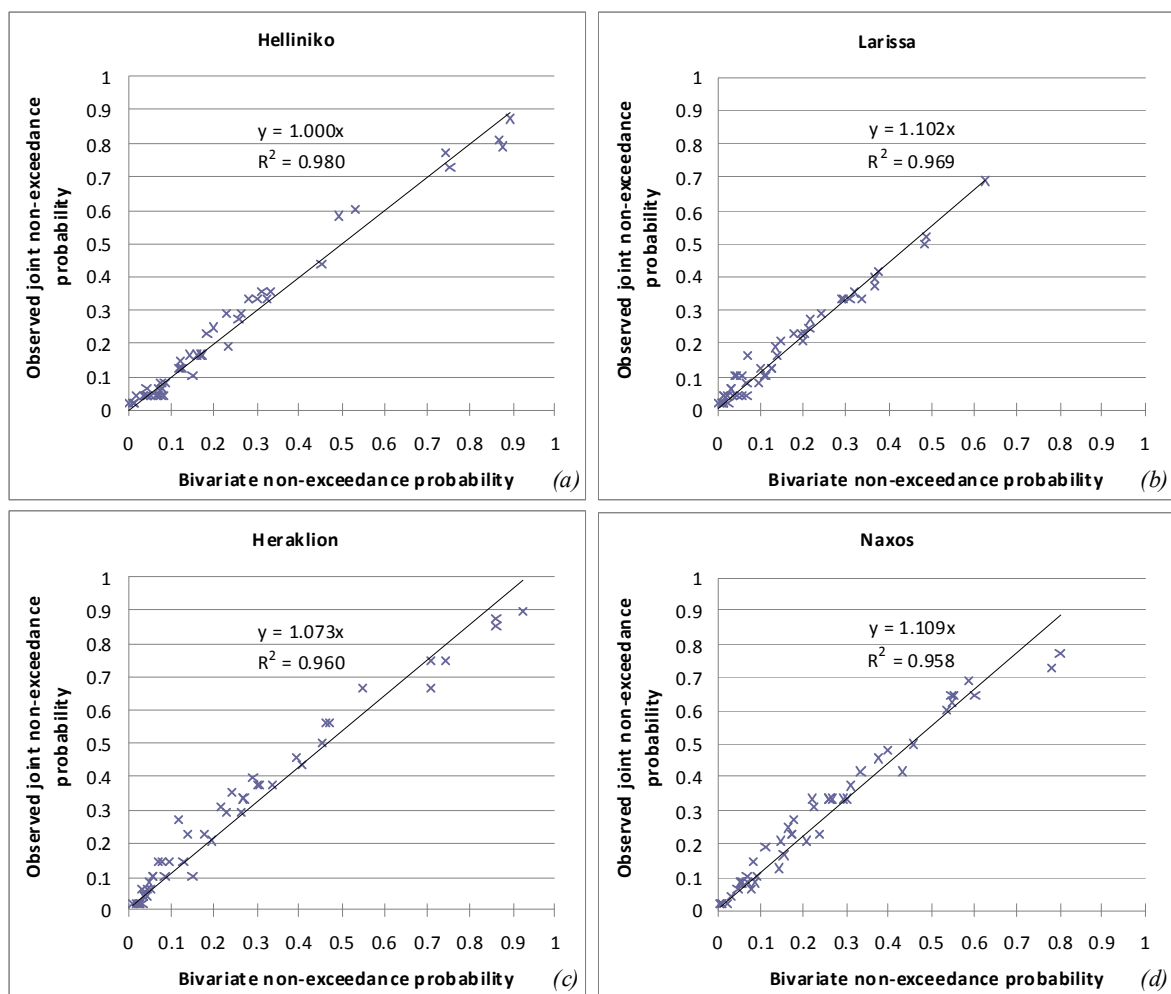 Helliniko
1
0.9
0.8
0.7
0.6
0.5
0.4
0.3
0.2
0.1
0
y = 1.000x
R² = 0.980
Observed joint non-exceedance
probability
0 0.1 0.2 0.3 0.4 0.5 0.6 0.7 0.8 0.9 1
Bivariate non-exceedance probability (a)
Larissa
1
0.9
0.8
0.7
0.6
0.5
0.4
0.3
0.2
0.1
0
y = 1.102x
R² = 0.969
Observed joint non-exceedance
probability
0 0.1 0.2 0.3 0.4 0.5 0.6 0.7 0.8 0.9 1
Bivariate non-exceedance probability (b)
Heraklion
1
0.9
0.8
0.7
0.6
0.5
0.4
0.3
0.2
0.1
0
y = 1.073x
R² = 0.960
Observed joint non-exceedance
probability
0 0.1 0.2 0.3 0.4 0.5 0.6 0.7 0.8 0.9 1
Bivariate non-exceedance probability (c)
Naxos
1
0.9
0.8
0.7
0.6
0.5
0.4
0.3
0.2
0.1
0
y = 1.109x
R² = 0.958
Observed joint non-exceedance
probability
0 0.1 0.2 0.3 0.4 0.5 0.6 0.7 0.8 0.9 1
Bivariate non-exceedance probability (d)